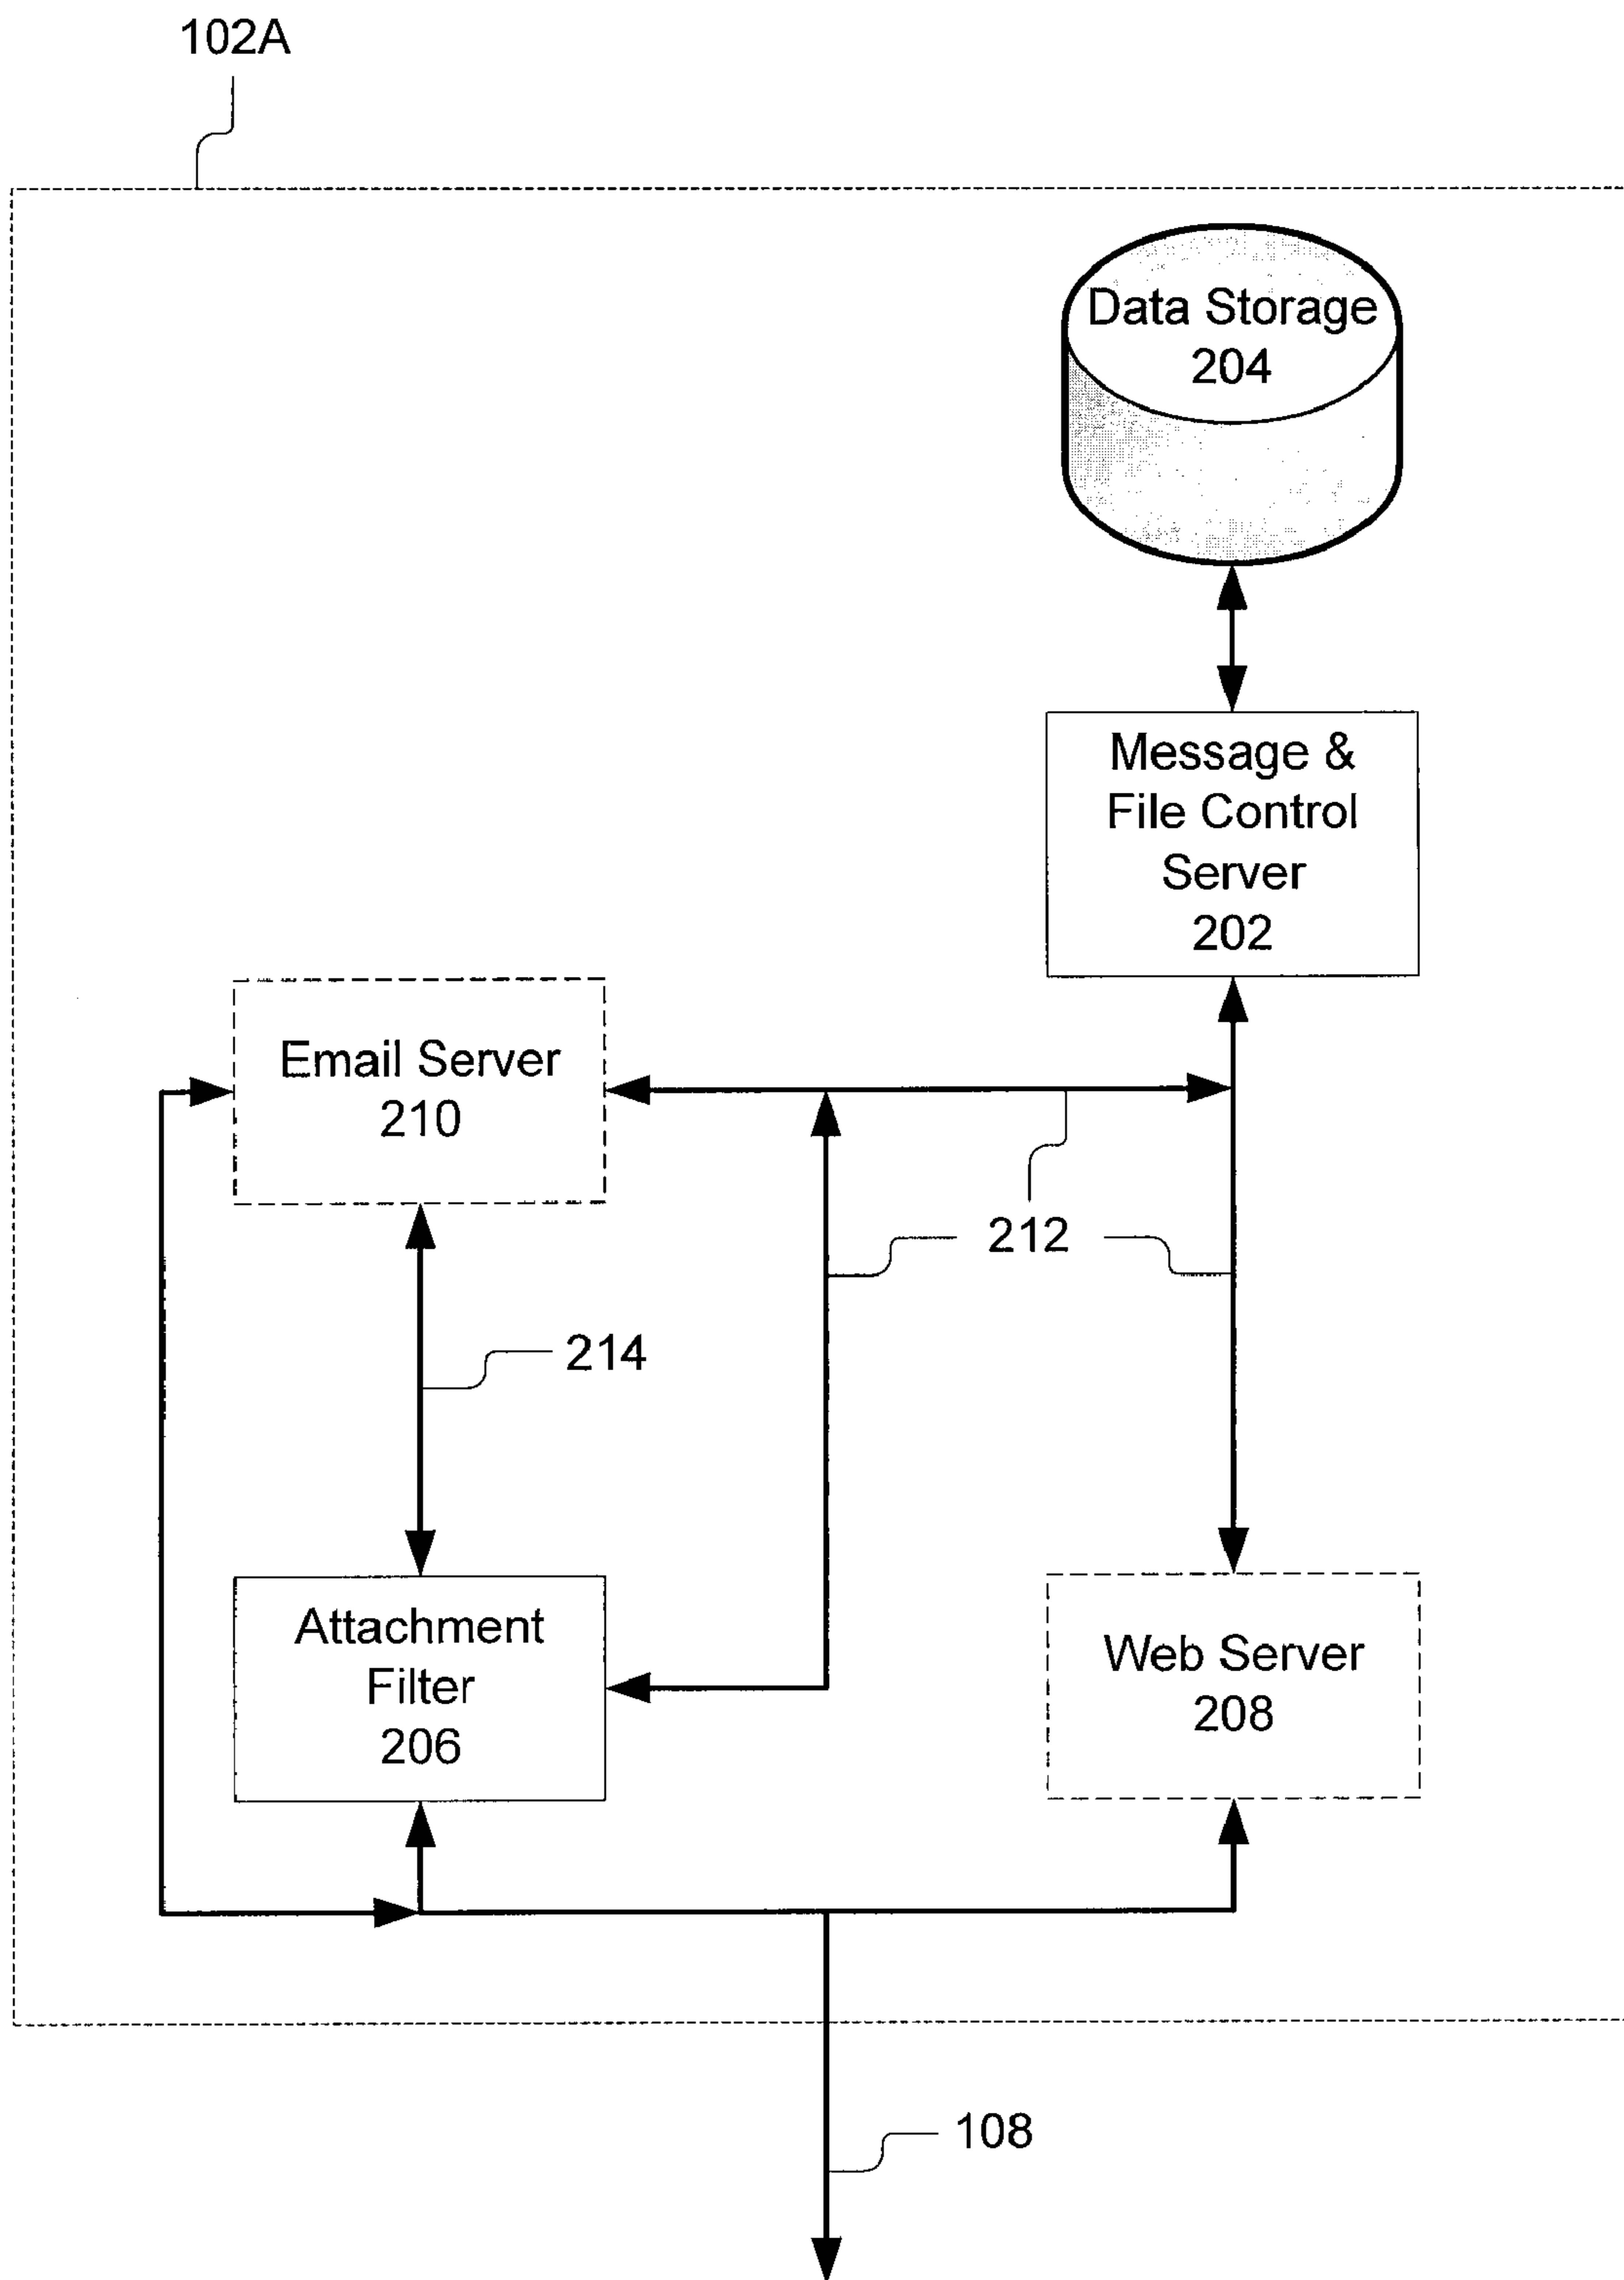 102A
Data Storage
204
Message &
File Control
Server
202
Email Server
210
212
214
Attachment
Filter
206
Web Server
208
108